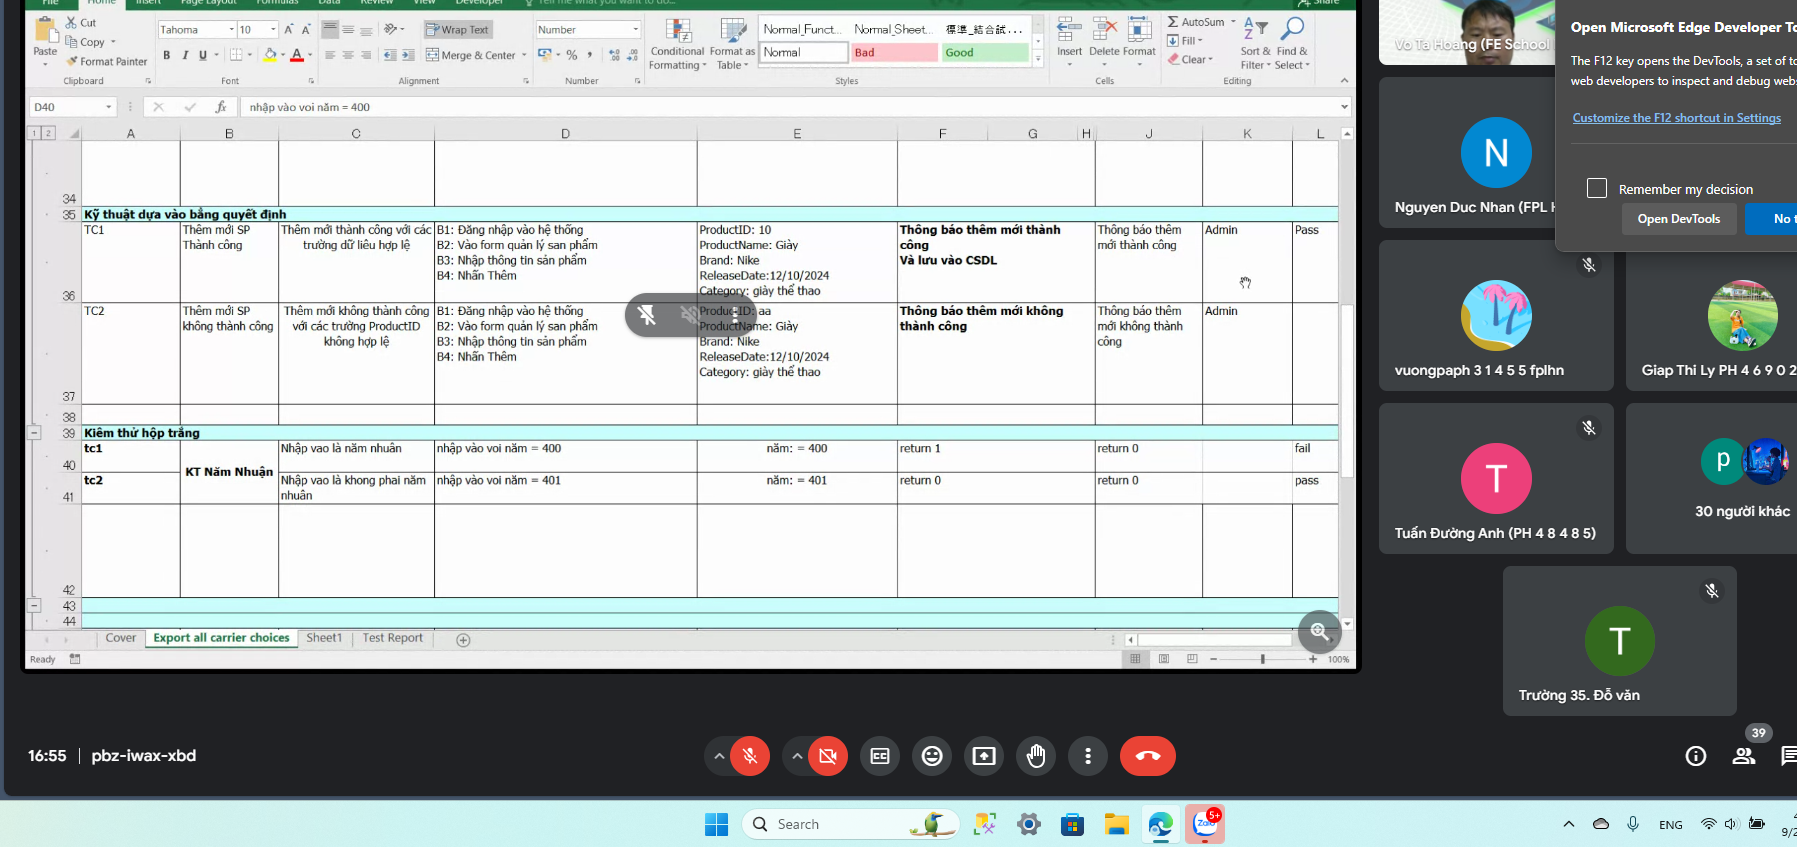 File Home Insert Page Layout Formulas Data Review View Developer Tell me what you want to do... Share
Paste
Cut
Copy
Format Painter
Clipboard
Tahoma 10
B I U
Font
Wrap Text
Merge & Center
Alignment
Number
Number
Conditional Formatting
Format as Table
Normal_Funct... Normal_Sheet... 標準_結合試...
Normal Bad Good
Styles
Insert Delete Format
Cells
AutoSum
Fill
Clear
Sort & Filter
Find & Select
Editing
D40 fx nhập vào voi năm = 400
1 2
A B C D E F G H J K L
34
35 Kỹ thuật dựa vào bảng quyết định
36
TC1
Thêm mới SP
Thành công
Thêm mới thành công với các
trường dữ liêu hợp lệ
B1: Đăng nhập vào hệ thống
B2: Vào form quản lý san phẩm
B3: Nhập thông tin sản phẩm
B4: Nhấn Thêm
ProductID: 10
ProductName: Giày
Brand: Nike
ReleaseDate:12/10/2024
Category: giày thể thao
Thông báo thêm mới thành
công
Và lưu vào CSDL
Thông báo thêm
mới thành công
Admin
Pass
37
TC2
Thêm mới SP
không thành công
Thêm mới không thành công
với các trường ProductID
không hợp lệ
B1: Đăng nhập vào hệ thống
B2: Vào form quản lý san phẩm
B3: Nhập thông tin sản phẩm
B4: Nhấn Thêm
ProductID: aa
ProductName: Giày
Brand: Nike
ReleaseDate:12/10/2024
Category: giày thể thao
Thông báo thêm mới không
thành công
Thông báo thêm
mới không thành
công
Admin
38
39 Kiêm thử hộp trắng
40
tc1
KT Năm Nhuận
Nhập vao là năm nhuân
nhập vào voi năm = 400
năm: = 400
return 1
return 0
fail
41
tc2
Nhập vao là khong phai năm
nhuân
nhập vào voi năm = 401
năm: = 401
return 0
return 0
pass
42
43
44
Cover Export all carrier choices Sheet1 Test Report
Ready 100%
Vo Ta Hoang (FE School
Open Microsoft Edge Developer To
The F12 key opens the DevTools, a set of to
web developers to inspect and debug webs
Customize the F12 shortcut in Settings
Remember my decision
Open DevTools
No t
N
Nguyen Duc Nhan (FPL H
vuongpaph 3 1 4 5 5 fplhn
Giap Thi Ly PH 4 6 9 0 2
T
Tuấn Đường Anh (PH 4 8 4 8 5)
p
30 người khác
T
Trường 35. Đỗ văn
16:55 | pbz-iwax-xbd
39
Search
Zalo 5+
ENG
9/2